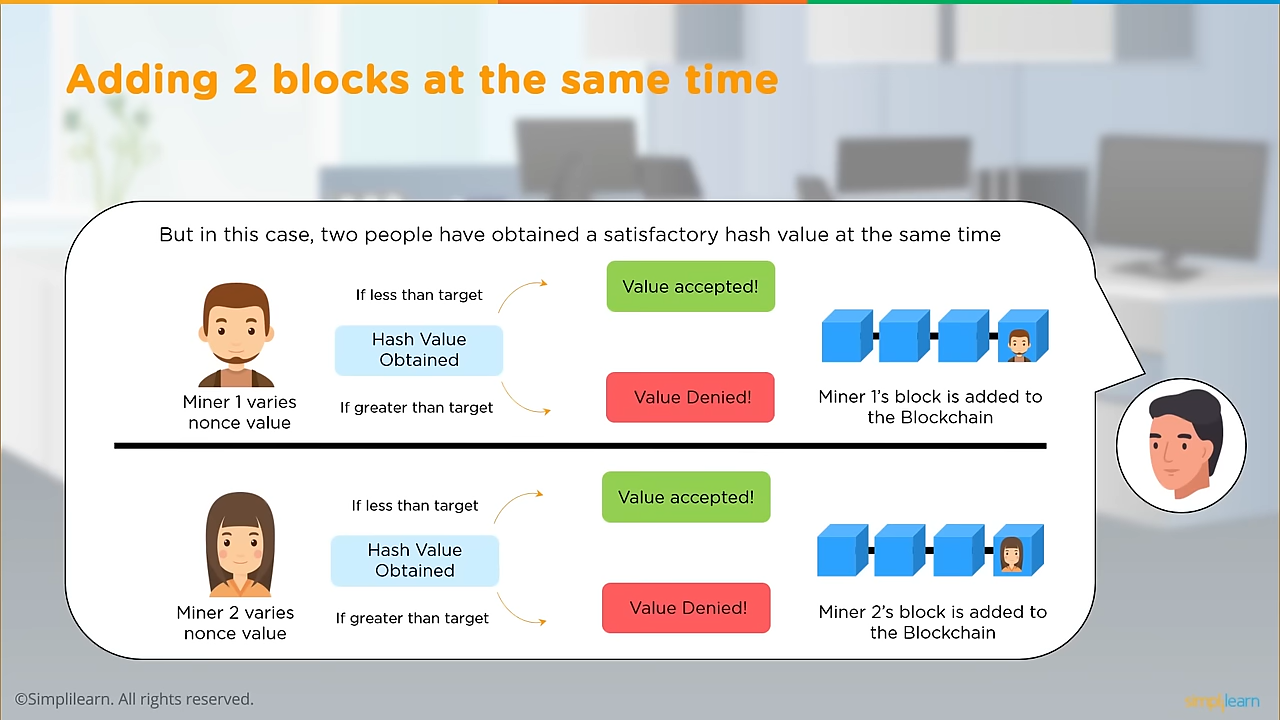 Adding 2 blocks at the same time
But in this case, two people have obtained a satisfactory hash value at the same time
If less than target
Value accepted!
Hash Value
Obtained
If greater than target
Value Denied!
Miner 1 varies
nonce value
Miner 1’s block is added to
the Blockchain
If less than target
Value accepted!
Hash Value
Obtained
If greater than target
Value Denied!
Miner 2 varies
nonce value
Miner 2’s block is added to
the Blockchain
©Simplilearn. All rights reserved.
simplilearn